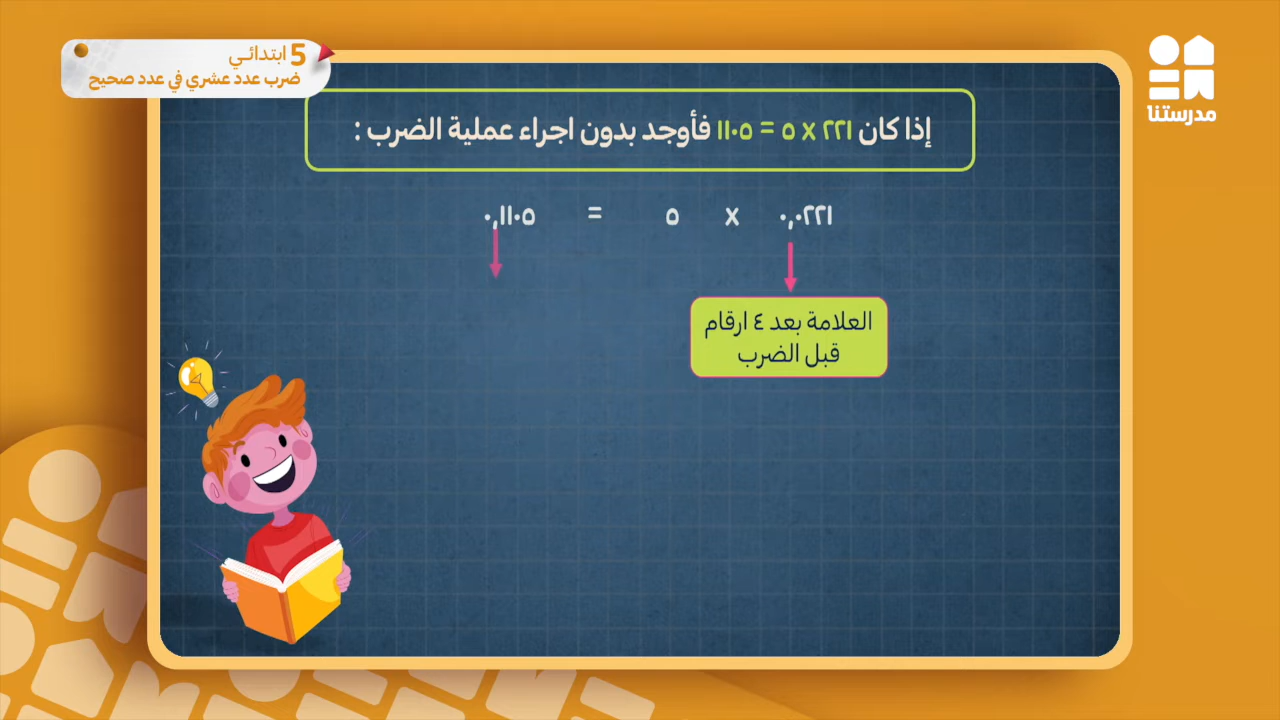 5 ابتدائي
ضرب عدد عشري في عدد صحيح
مدرستنا
إذا كان ٢٢١ x ٥ = ١١٠٥ فأوجد بدون اجراء عملية الضرب :
٠,٠٢٢١ x ٥ = ٠,١١٠٥
العلامة بعد ٤ ارقام
قبل الضرب